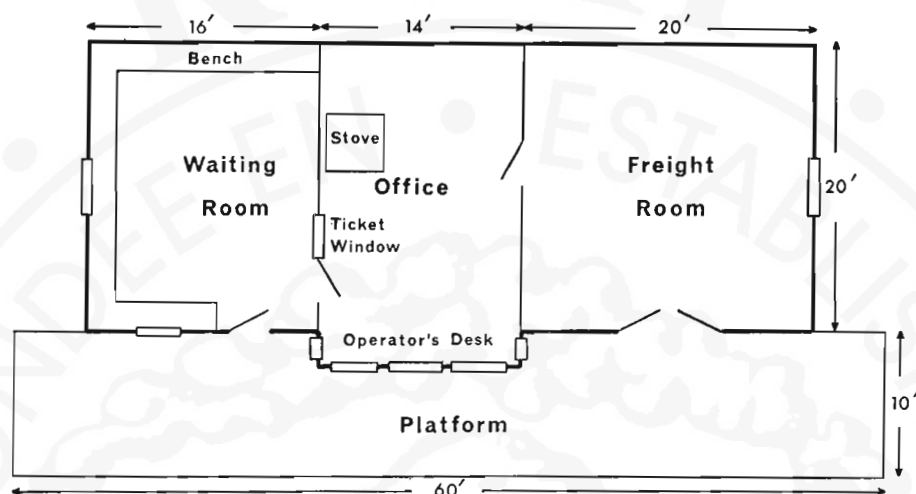 16′ 14′ 20′
Bench
Stove
Waiting
Room
Office
Freight
Room
20′
Ticket
Window
Operator's Desk
Platform
10′
60′